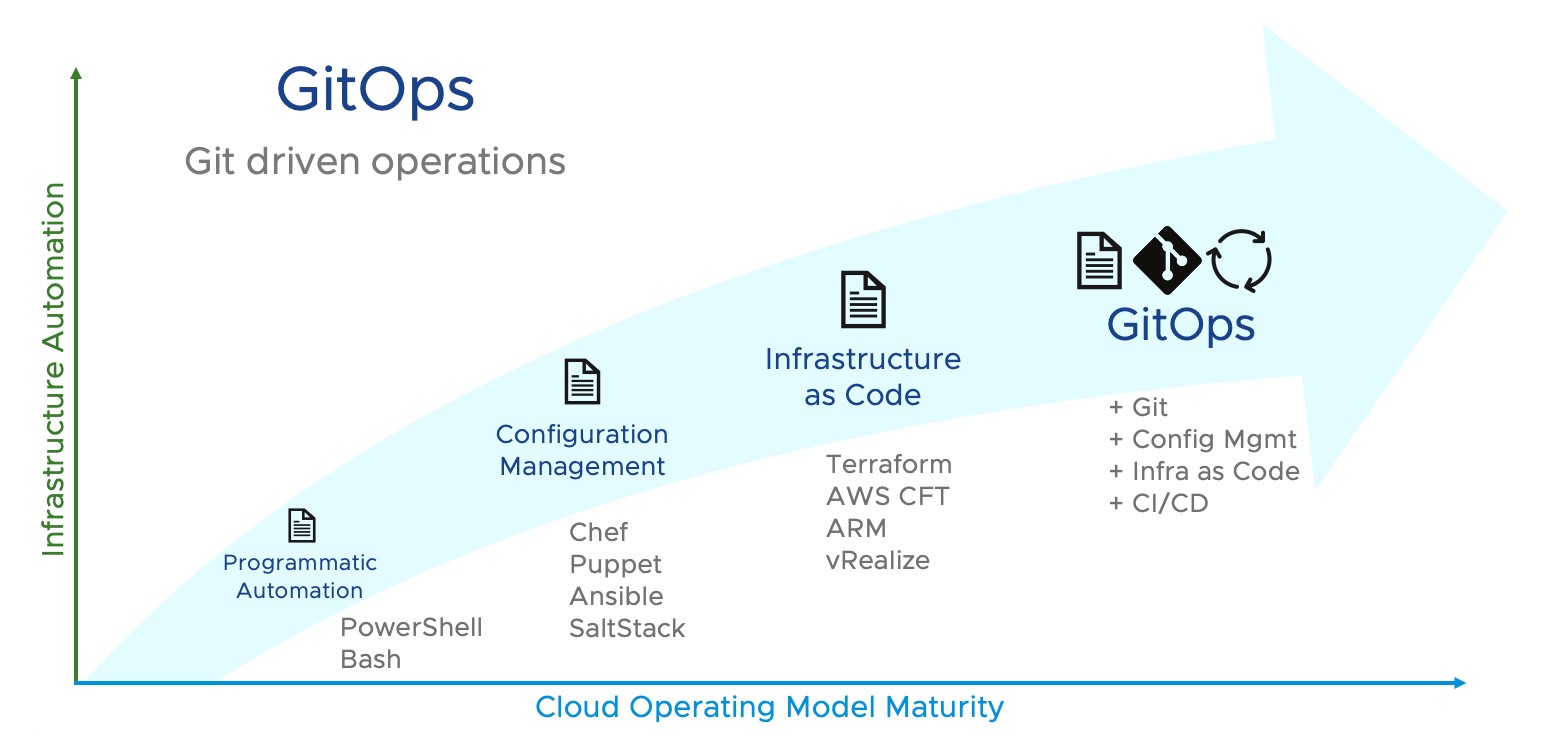 GitOps
Git driven operations
Infrastructure Automation
Programmatic
Automation
PowerShell
Bash
Configuration
Management
Chef
Puppet
Ansible
SaltStack
Infrastructure
as Code
Terraform
AWS CFT
ARM
vRealize
GitOps
+ Git
+ Config Mgmt
+ Infra as Code
+ CI/CD
Cloud Operating Model Maturity